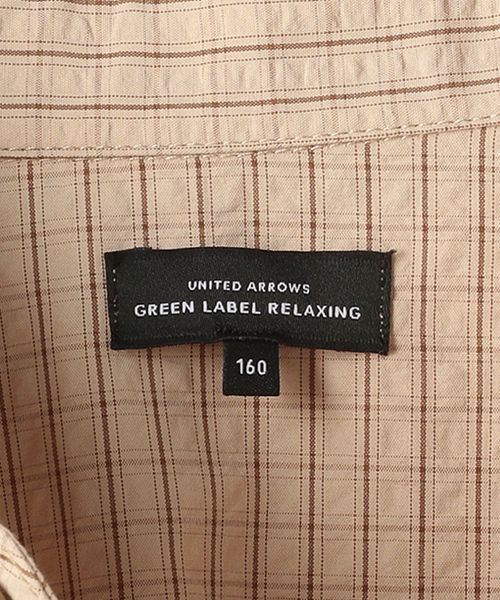 UNITED ARROWS
GREEN LABEL RELAXING
160